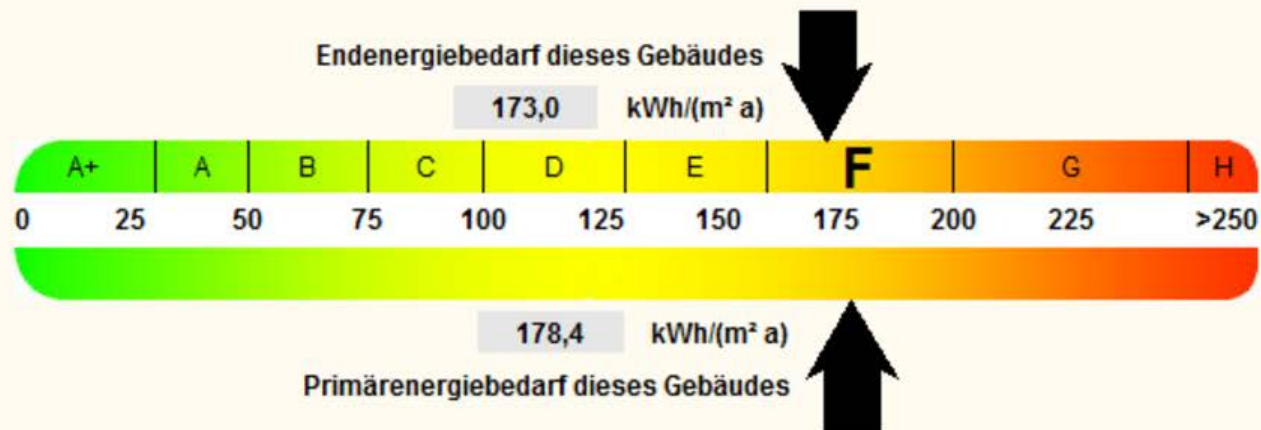 Endenergiebedarf dieses Gebäudes
173,0 kWh/(m² a)
A+ A B C D E F G H
0 25 50 75 100 125 150 175 200 225 >250
178,4 kWh/(m² a)
Primärenergiebedarf dieses Gebäudes